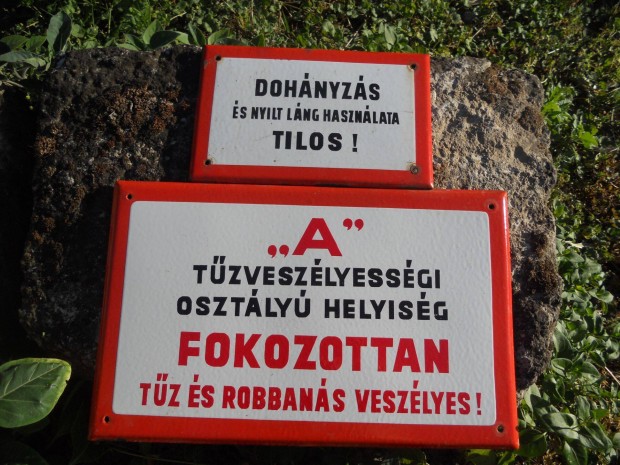 DOHÁNYZÁS
ÉS NYILT LÁNG HASZNÁLATA
TILOS !
„A”
TŰZVESZÉLYESSÉGI
OSZTÁLYÚ HELYISÉG
FOKOZOTTAN
TŰZ ÉS ROBBANÁS VESZÉLYES !